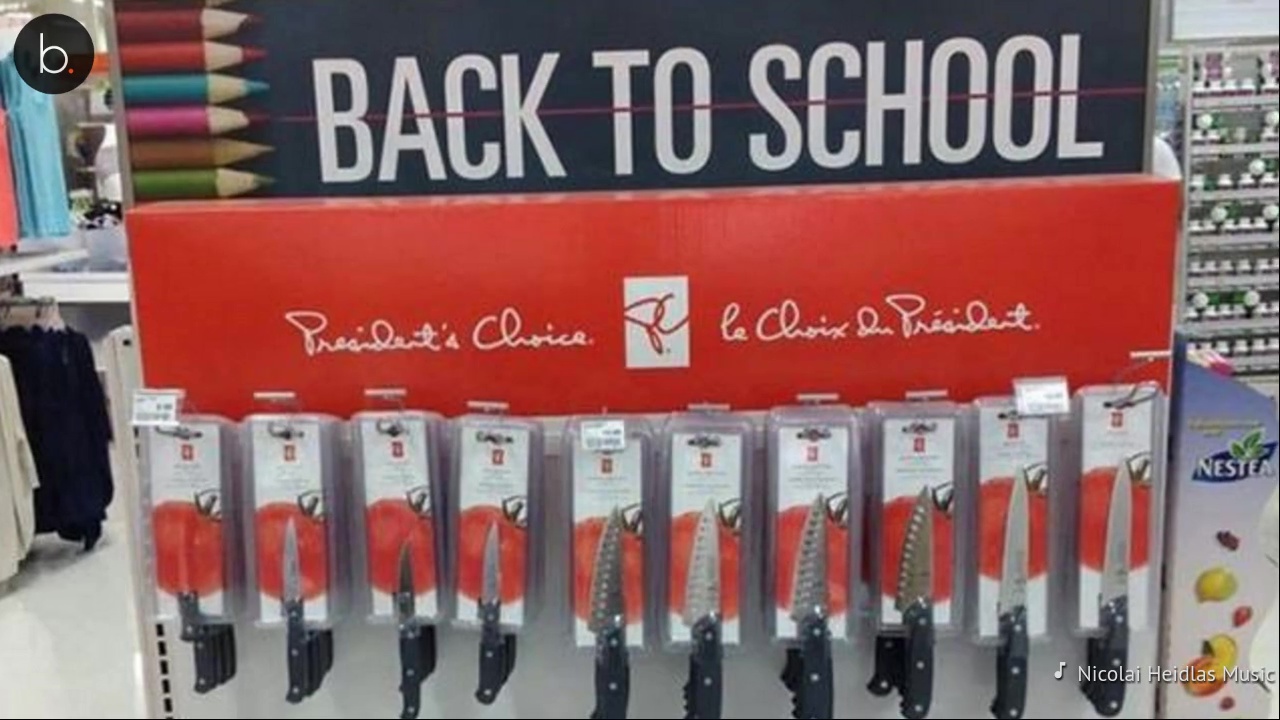 b.
BACK TO SCHOOL
President's Choice.
le Choix du Président.
NESTEA
♪ Nicolai Heidlas Music